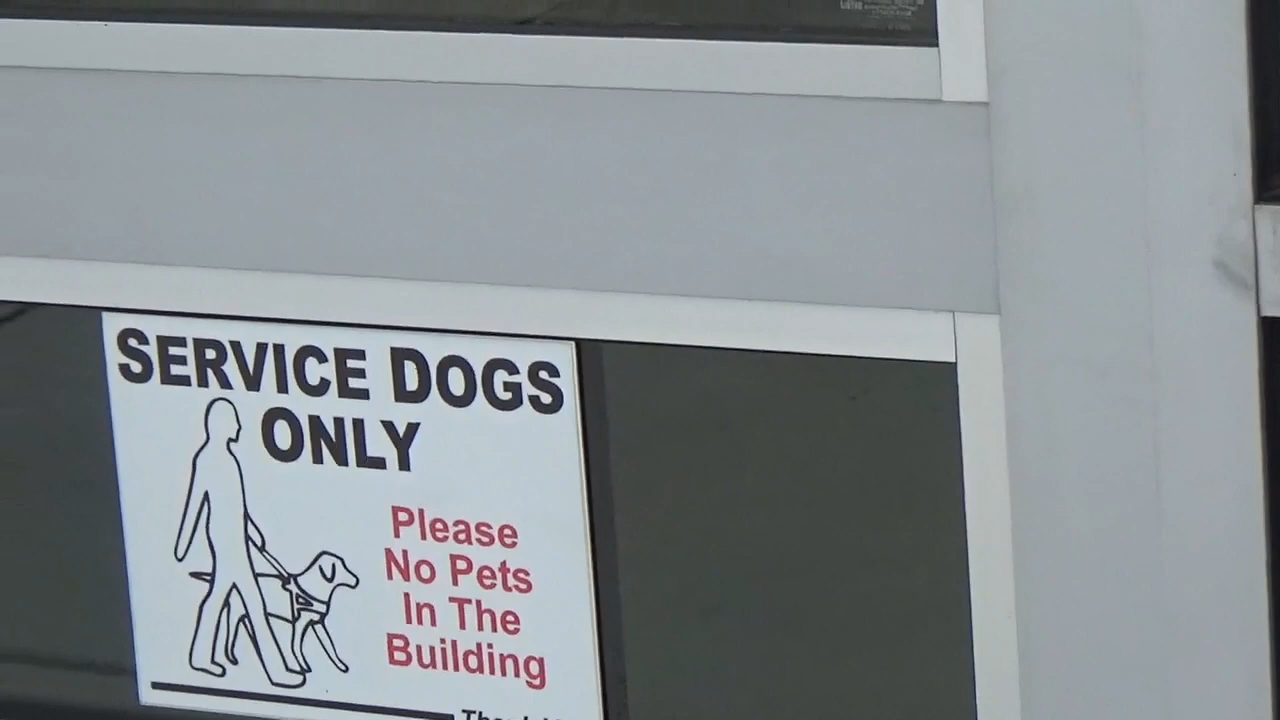 SERVICE DOGS
ONLY
Please
No Pets
In The
Building